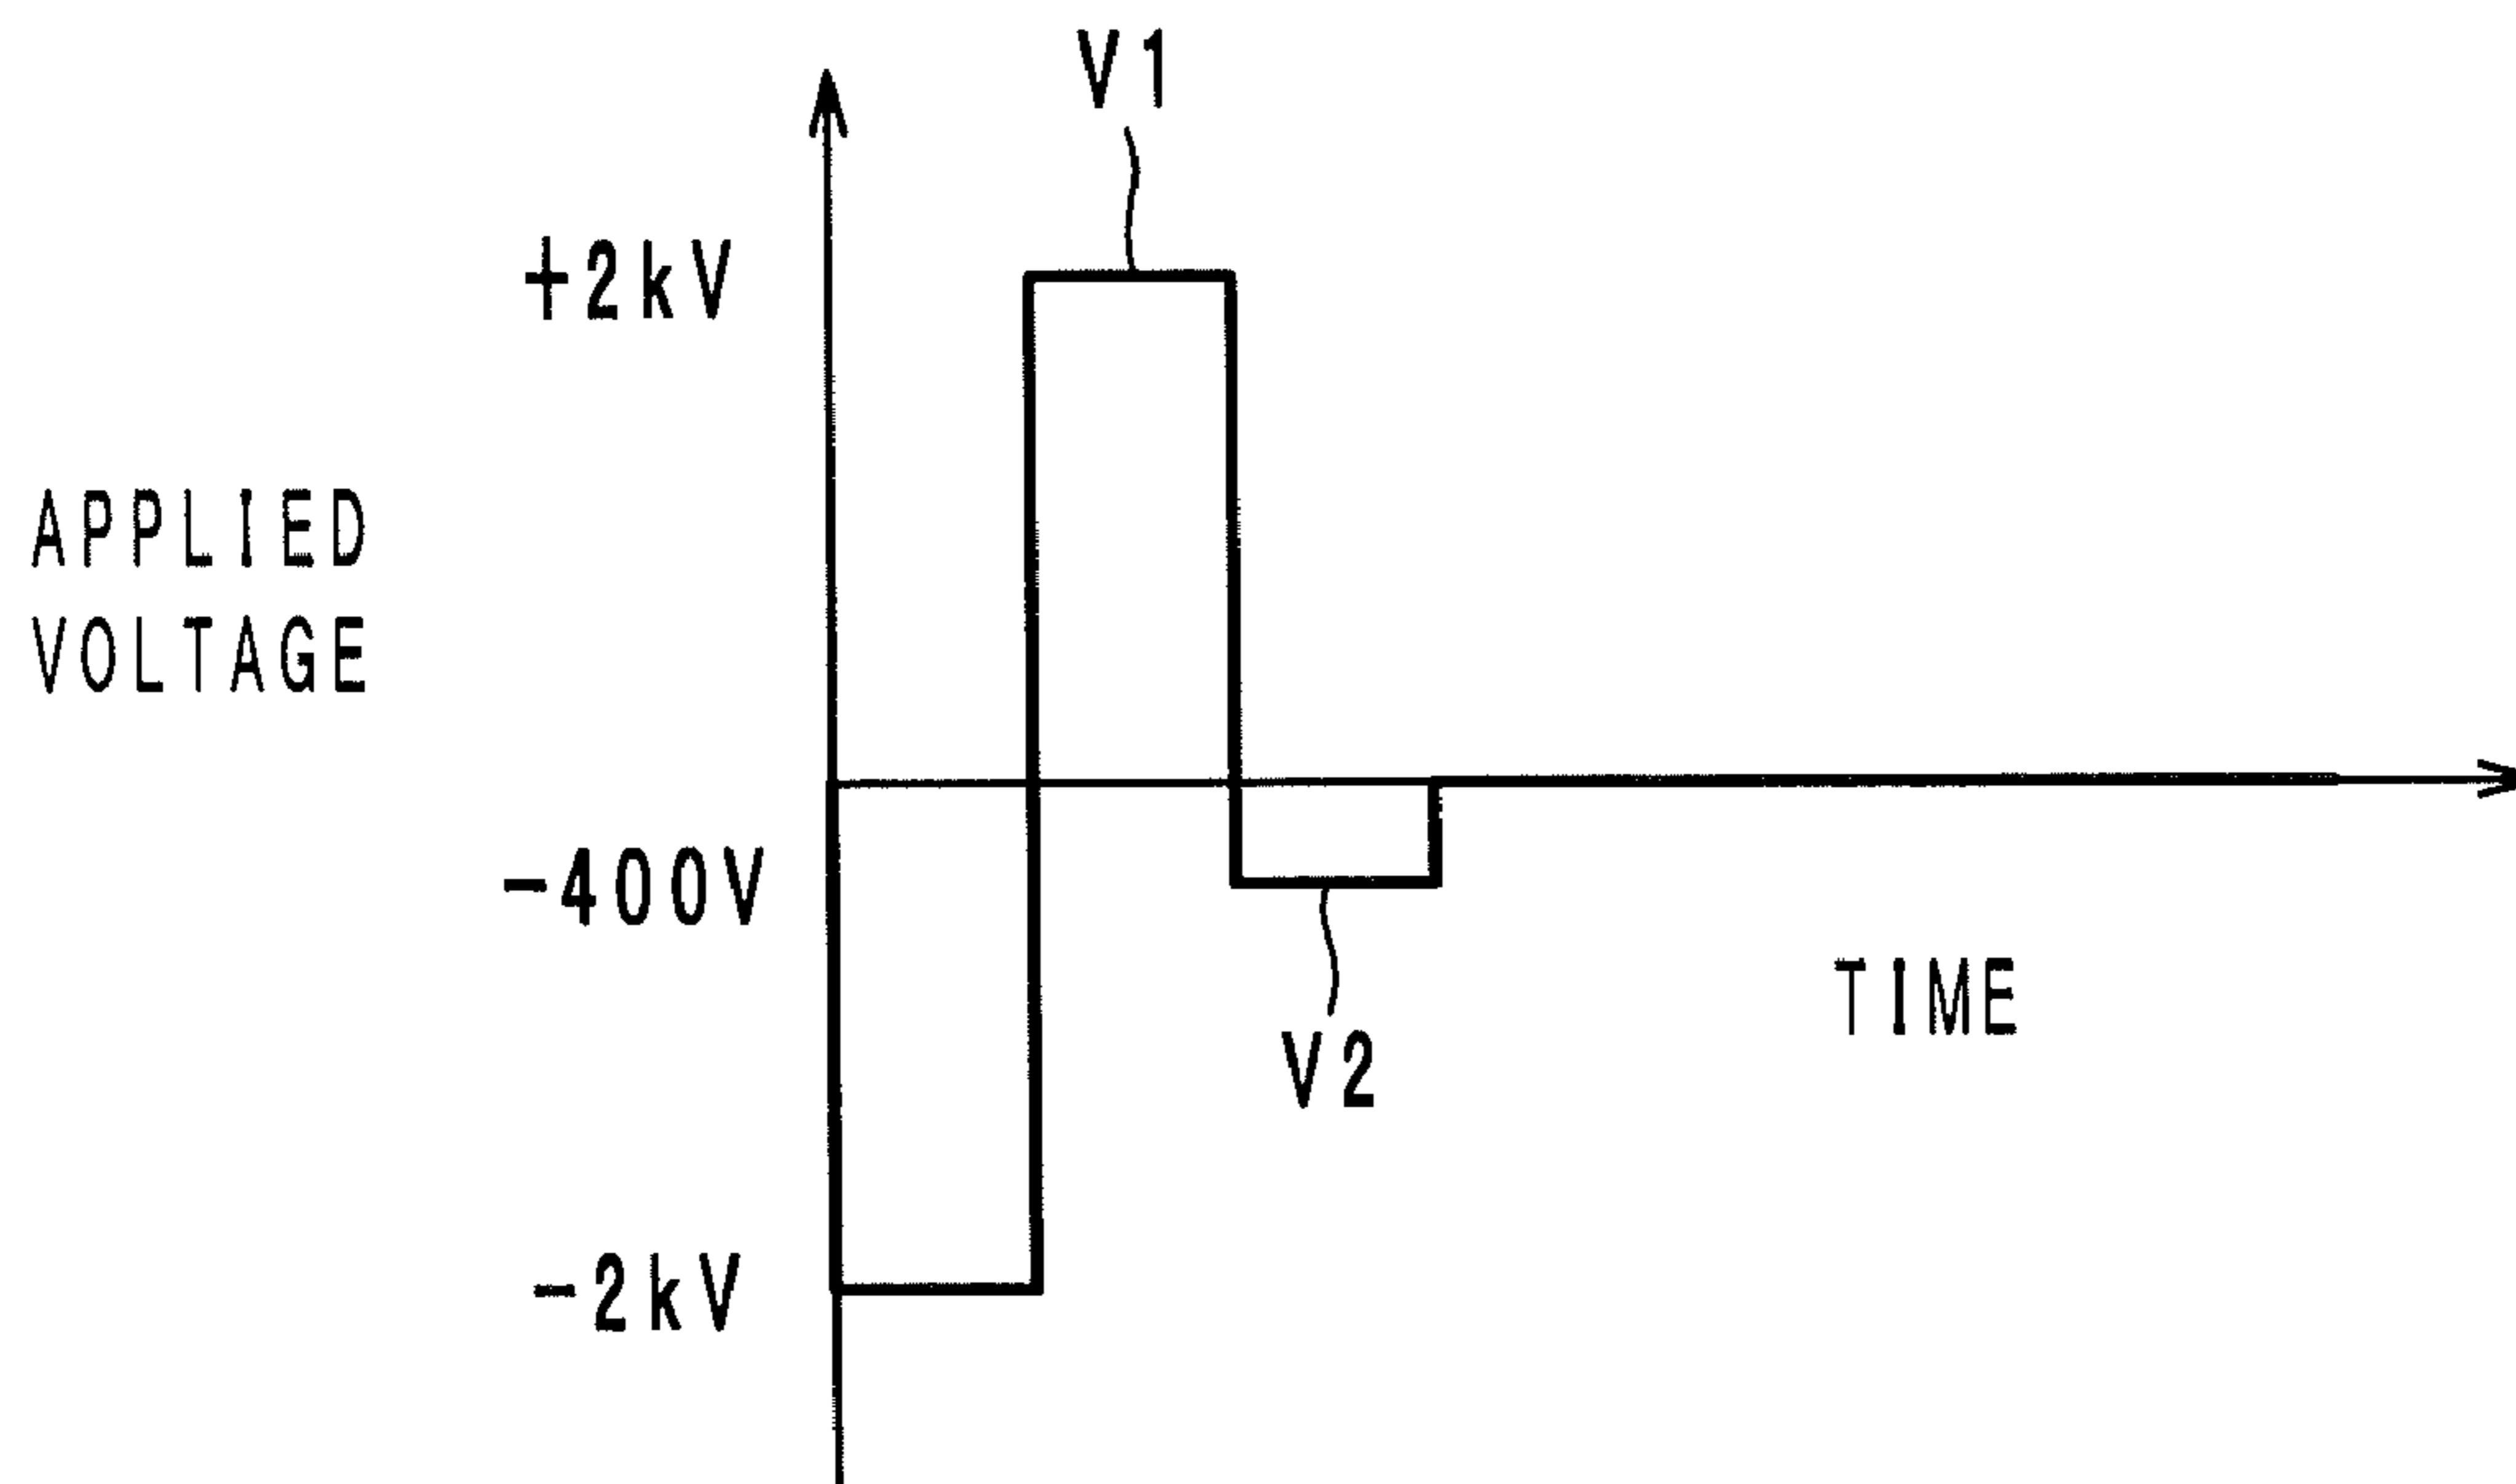 V1
+2kV
APPLIED
VOLTAGE
-400V
TIME
V2
-2kV